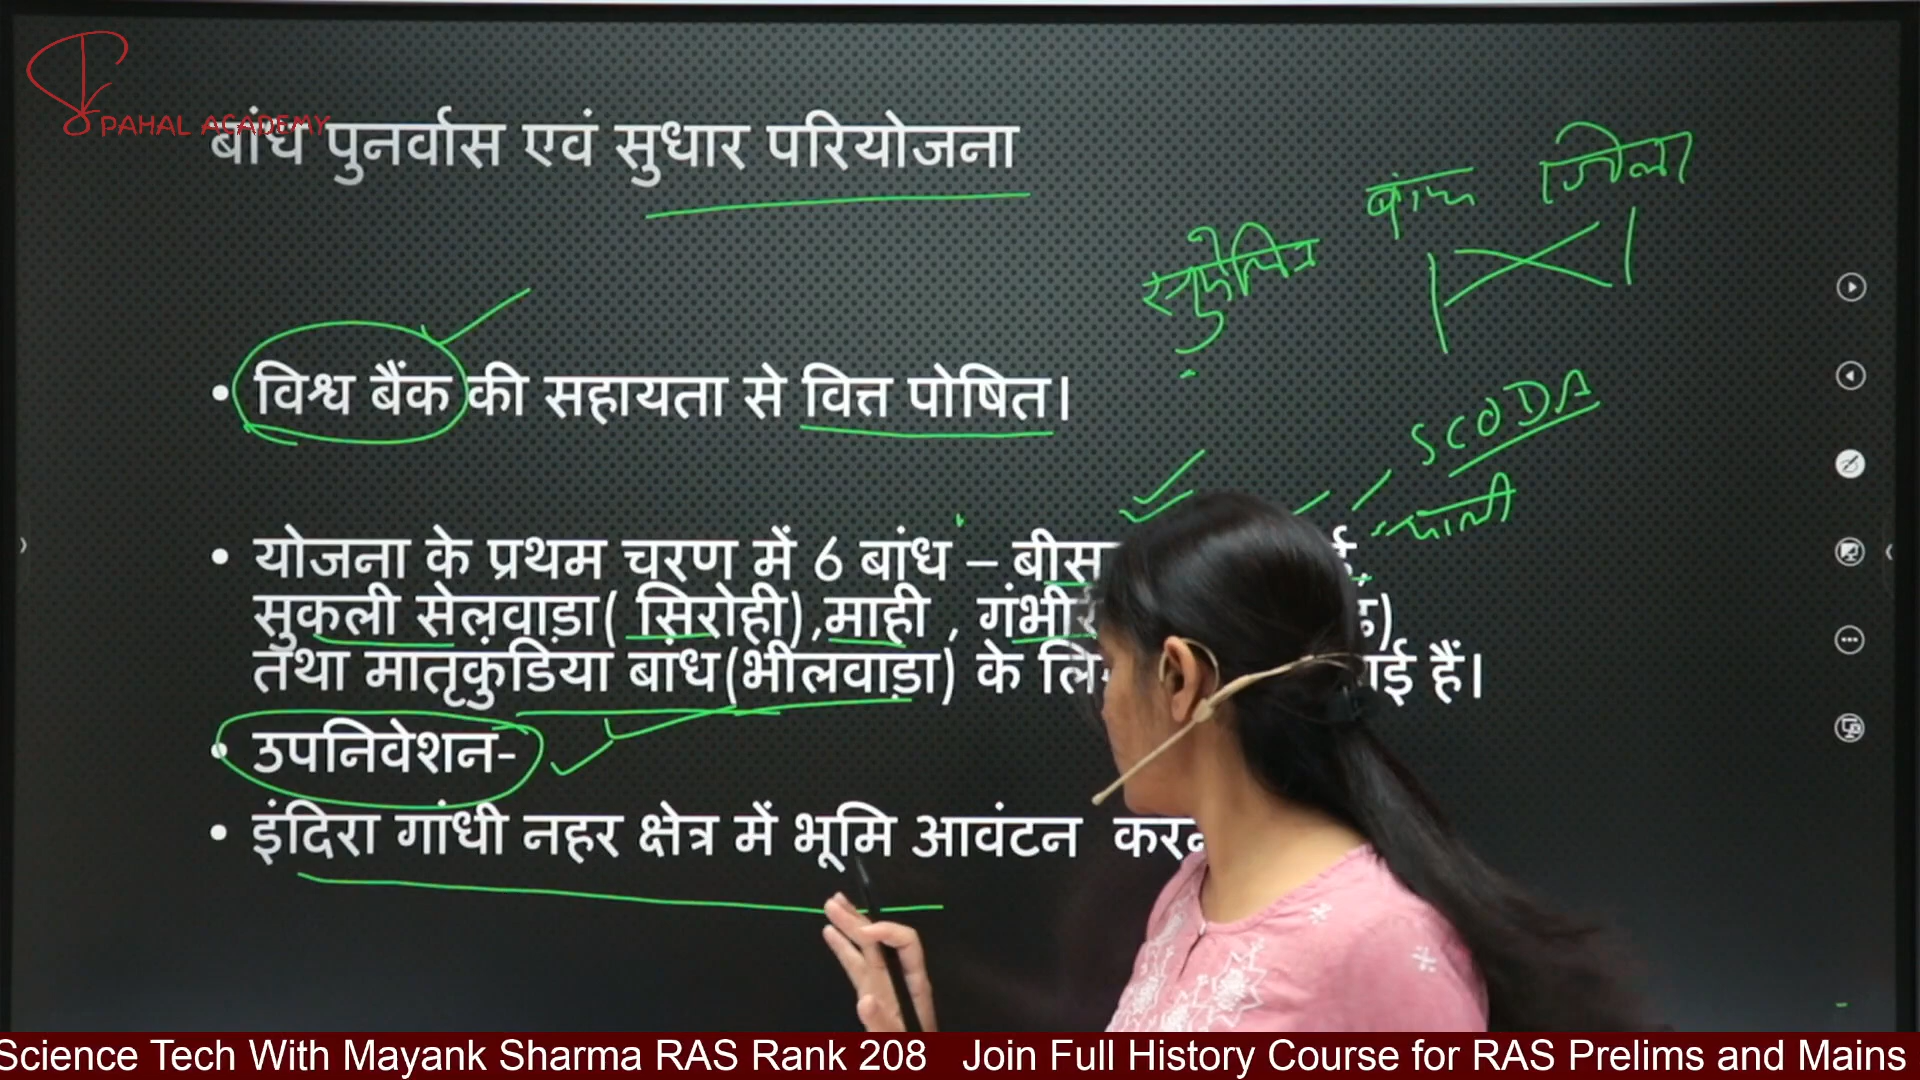 PAHAL ACADEMY
बांध पुनर्वास एवं सुधार परियोजना
बांध जिला
• विश्व बैंक की सहायता से वित्त पोषित।
SCODA
पाली
• योजना के प्रथम चरण में 6 बांध – बीस
सुकली सेलवाड़ा( सिरोही),माही , गंभी
तथा मातृकुंडिया बांध(भीलवाड़ा) के लि ई हैं।
• उपनिवेशन-
• इंदिरा गांधी नहर क्षेत्र में भूमि आवंटन कर
Science Tech With Mayank Sharma RAS Rank 208 Join Full History Course for RAS Prelims and Mains